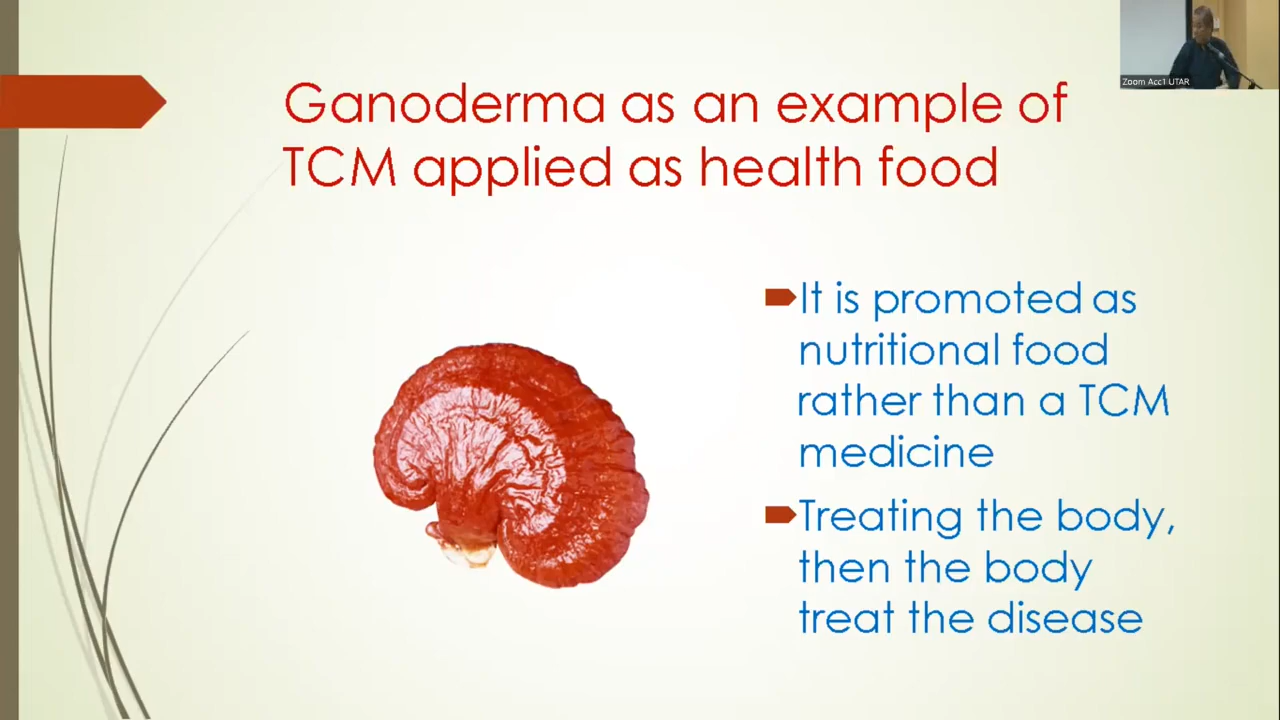 Zoom Acc1 UTAR
Ganoderma as an example of
TCM applied as health food
It is promoted as
nutritional food
rather than a TCM
medicine
Treating the body,
then the body
treat the disease